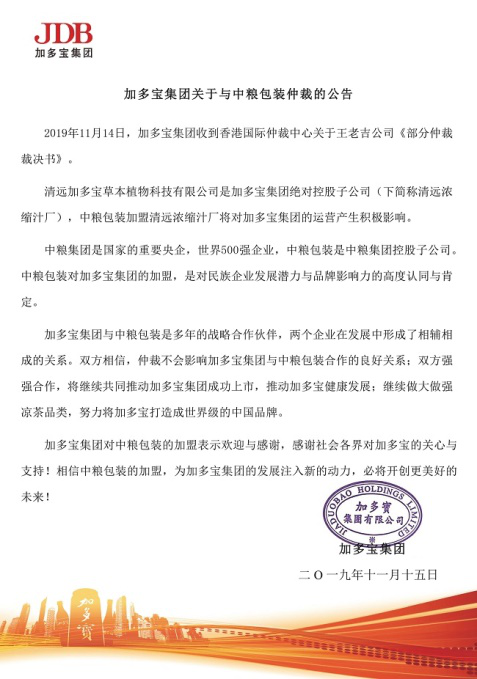 JDB
加多宝集团
加多宝集团关于与中粮包装仲裁的公告
2019年11月14日，加多宝集团收到香港国际仲裁中心关于王老吉公司《部分仲裁
裁决书》。
清远加多宝草本植物科技有限公司是加多宝集团绝对控股子公司（下简称清远浓
缩汁厂），中粮包装加盟清远浓缩汁厂将对加多宝集团的运营产生积极影响。
中粮集团是国家的重要央企，世界500强企业，中粮包装是中粮集团控股子公司。
中粮包装对加多宝集团的加盟，是对民族企业发展潜力与品牌影响力的高度认同与肯
定。
加多宝集团与中粮包装是多年的战略合作伙伴，两个企业在发展中形成了相辅相
成的关系。双方相信，仲裁不会影响加多宝集团与中粮包装合作的良好关系；双方强
强合作，将继续共同推动加多宝集团成功上市，推动加多宝健康发展；继续做大做强
凉茶品类，努力将加多宝打造成世界级的中国品牌。
加多宝集团对中粮包装的加盟表示欢迎与感谢，感谢社会各界对加多宝的关心与
支持！相信中粮包装的加盟，为加多宝集团的发展注入新的动力，必将开创更美好的
未来！
JIADUOBAO HOLDINGS LIMITED
加多寶
集團有限公司
加多宝集团
二 O 一九年十一月十五日
加多寶